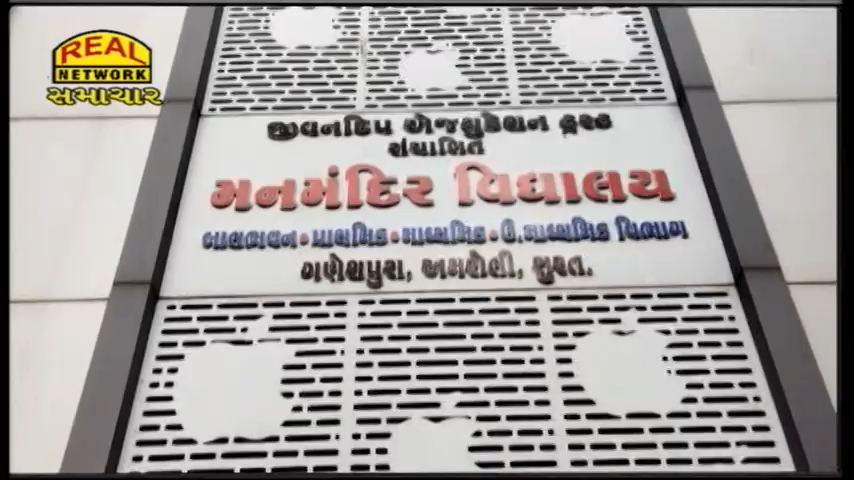 REAL
NETWORK
સમાચાર
જીવનદિપ એજ્યુકેશન ટ્રસ્ટ
સંચાલિત
મનમંદિર વિદ્યાલય
બાલભવન • પ્રાથમિક • માધ્યમિક • ઉ.માધ્યમિક વિભાગ
ગણેશપુરા, અમરોલી, સુરત.